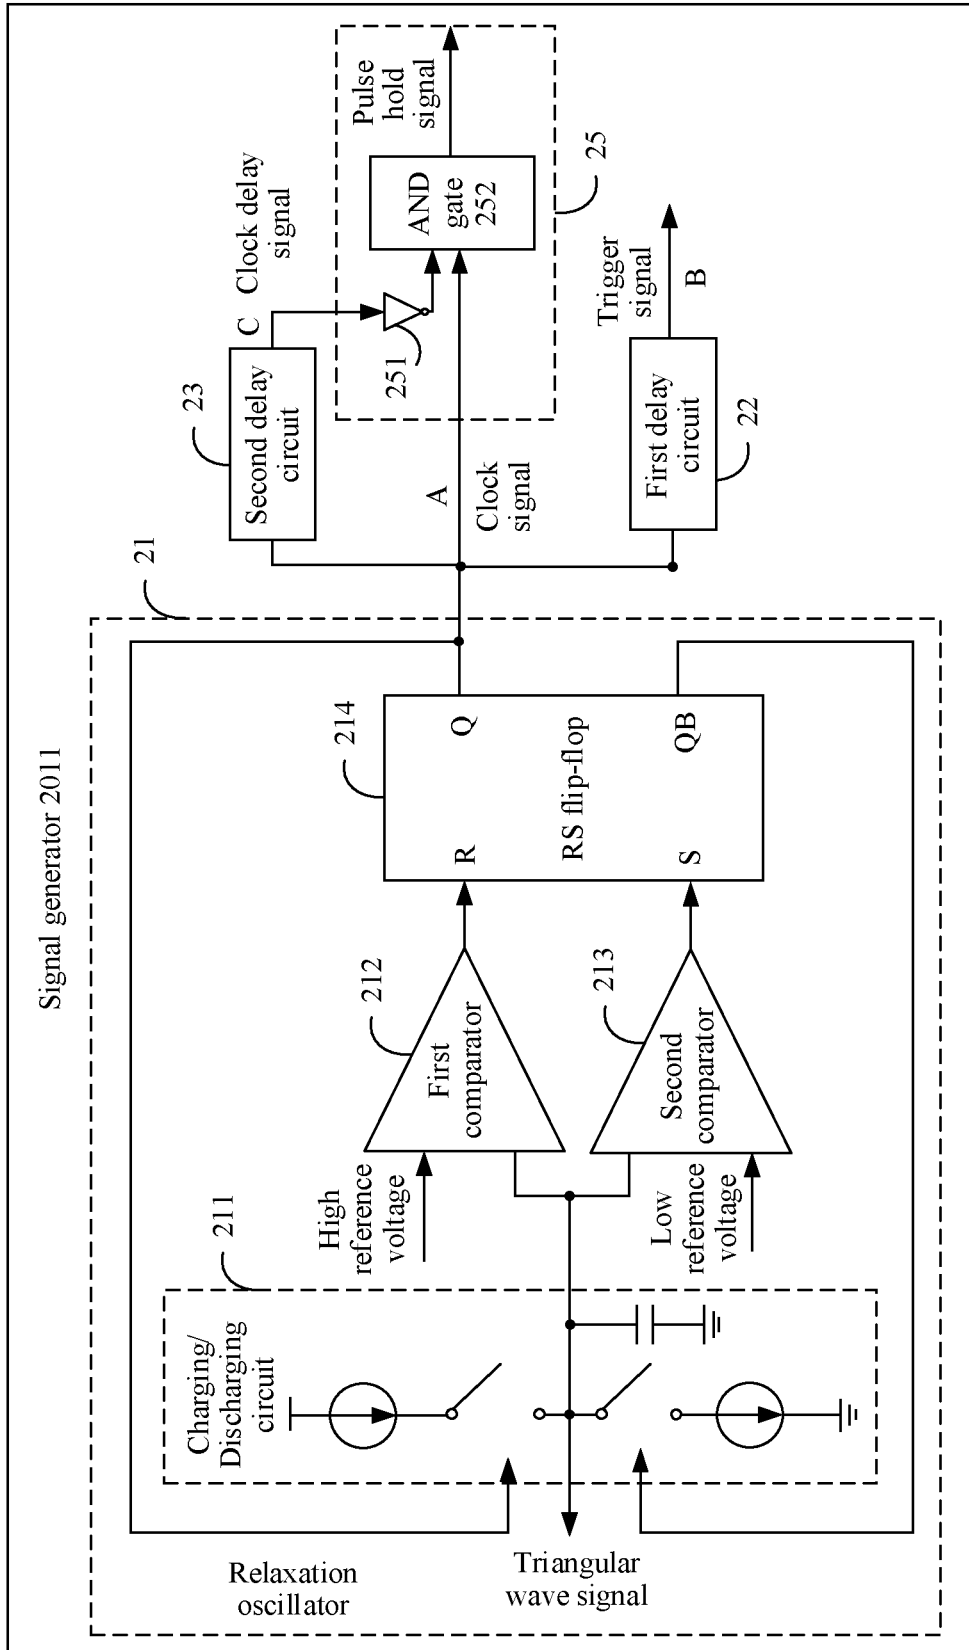 Signal generator 2011
Relaxation
oscillator
Triangular
wave signal
Charging/
Discharging
circuit
211
High
reference
voltage
Low
reference
voltage
First
comparator
212
Second
comparator
213
R
S
RS flip-flop
Q
QB
214
21
A
Clock
signal
Second delay
circuit
23
C
Clock delay
signal
251
AND
gate
252
Pulse
hold
signal
25
First delay
circuit
22
Trigger
signal
B